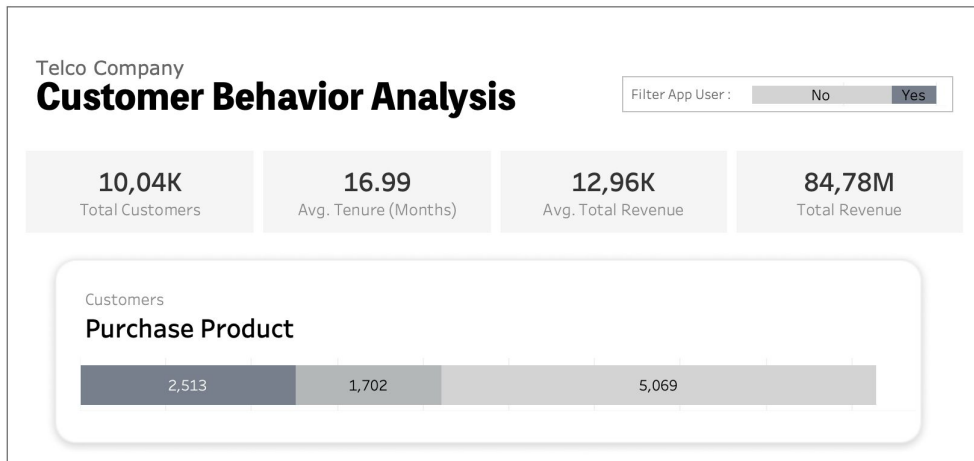 Telco Company
Customer Behavior Analysis
Filter App User :
No
Yes
10,04K
Total Customers
16.99
Avg. Tenure (Months)
12,96K
Avg. Total Revenue
84,78M
Total Revenue
Customers
Purchase Product
2,513
1,702
5,069